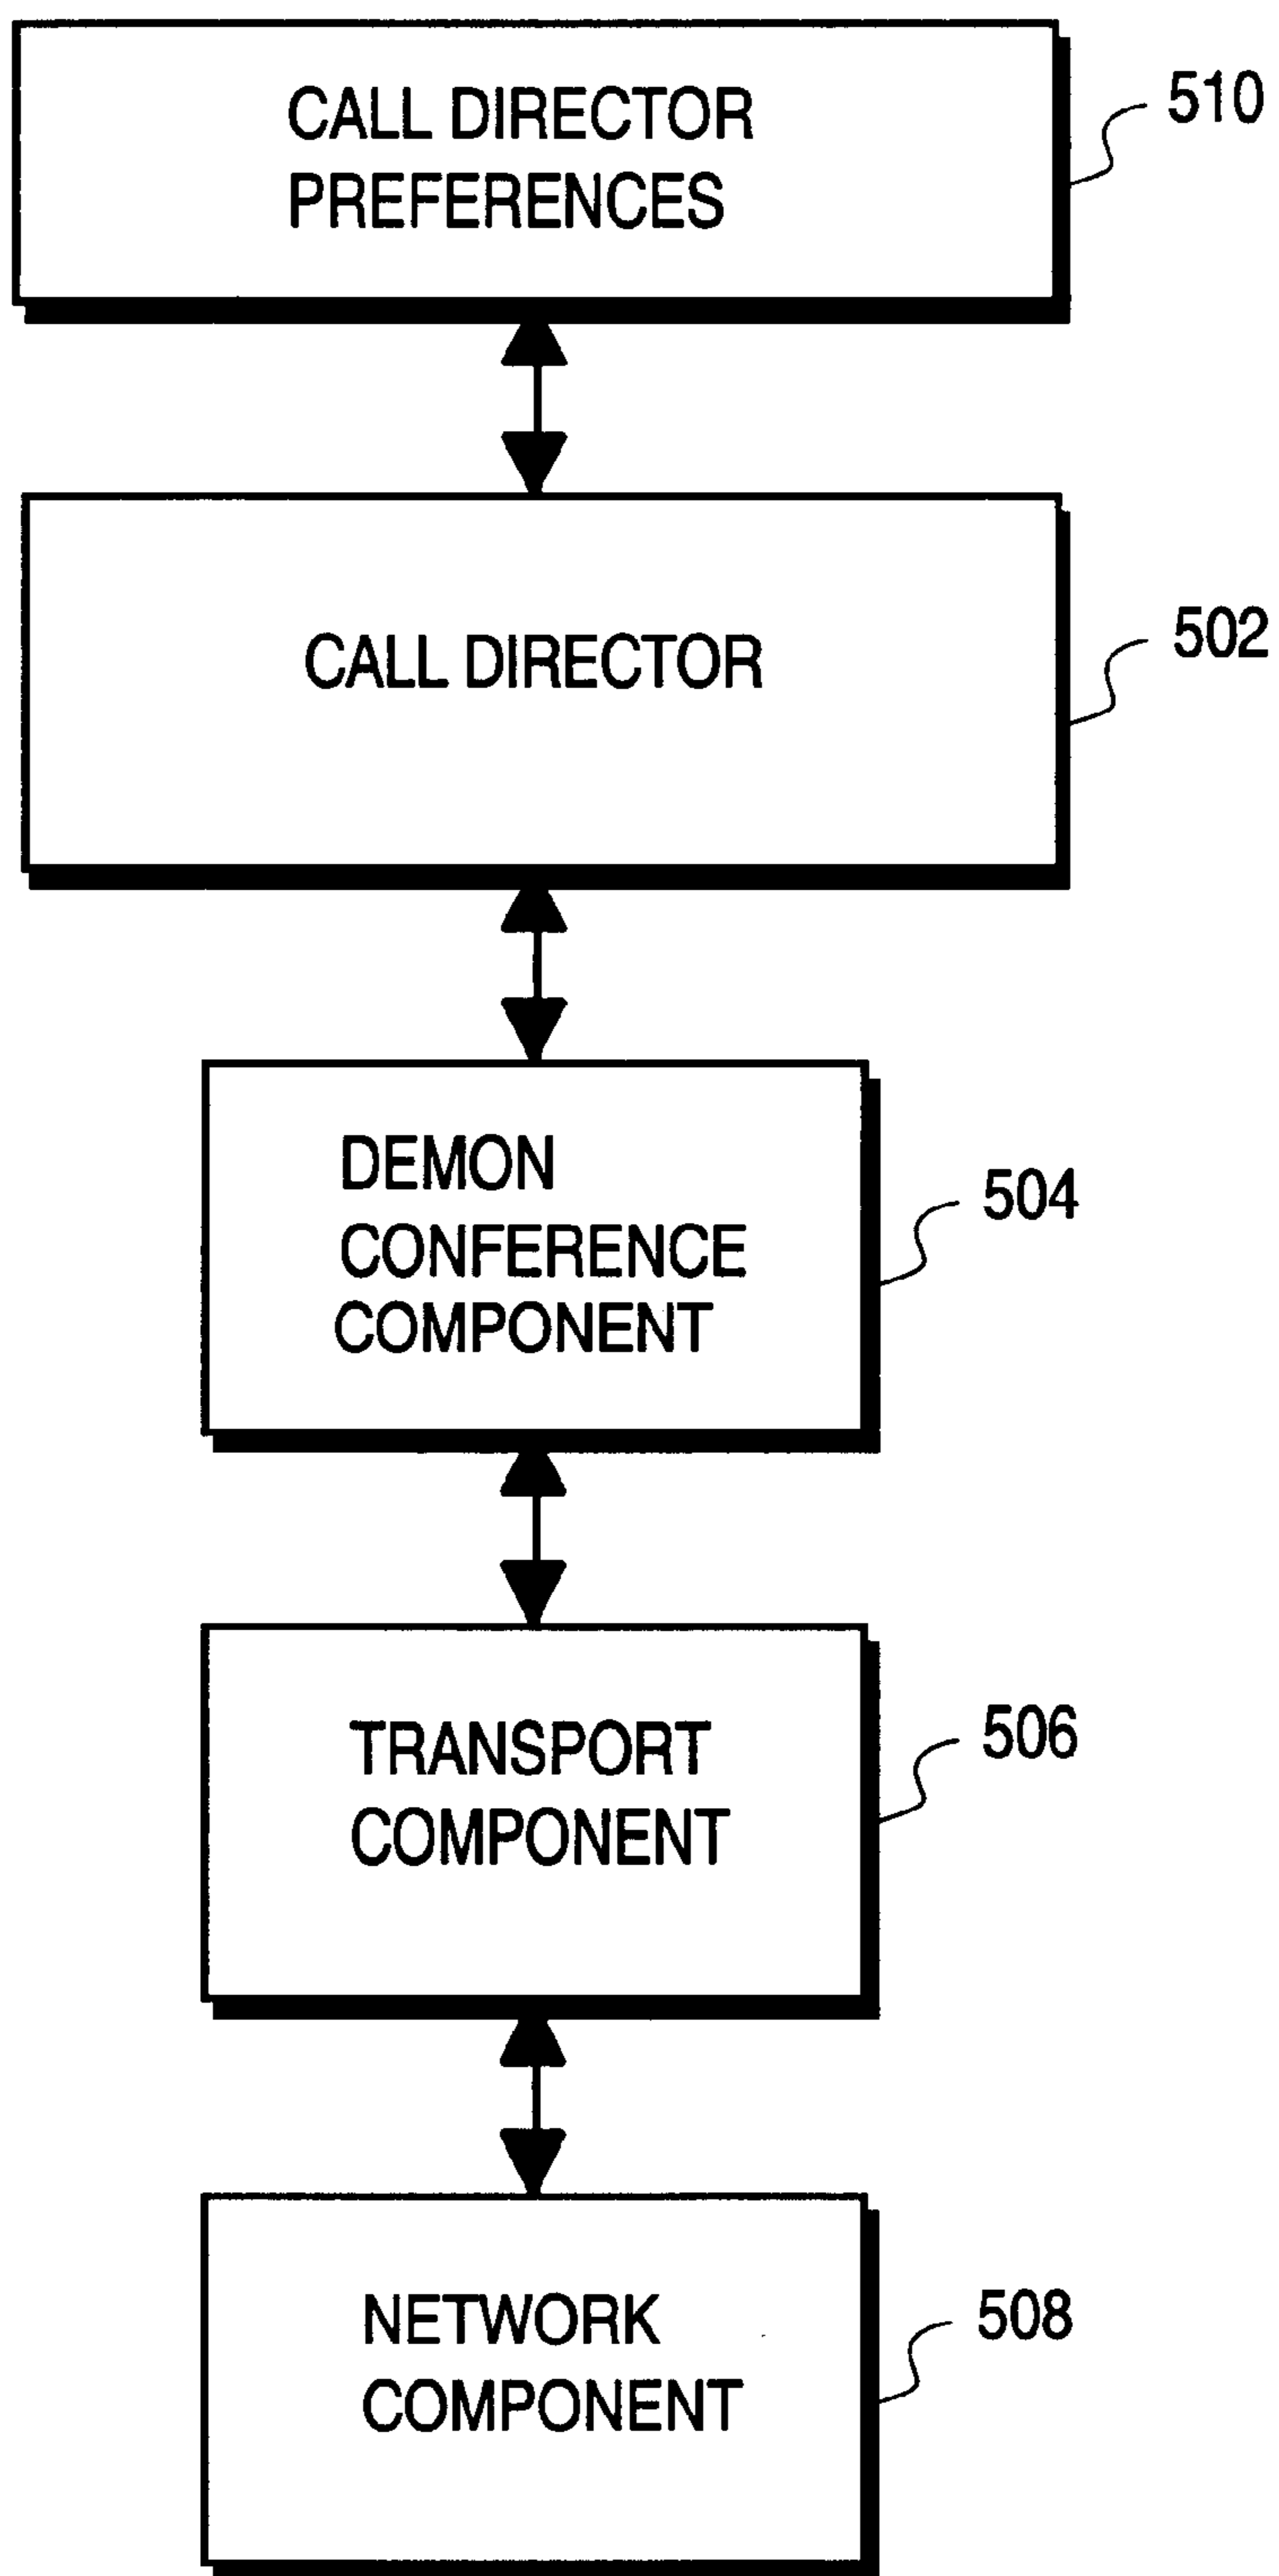 CALL DIRECTOR
PREFERENCES
510
CALL DIRECTOR
502
DEMON
CONFERENCE
COMPONENT
504
TRANSPORT
COMPONENT
506
NETWORK
COMPONENT
508